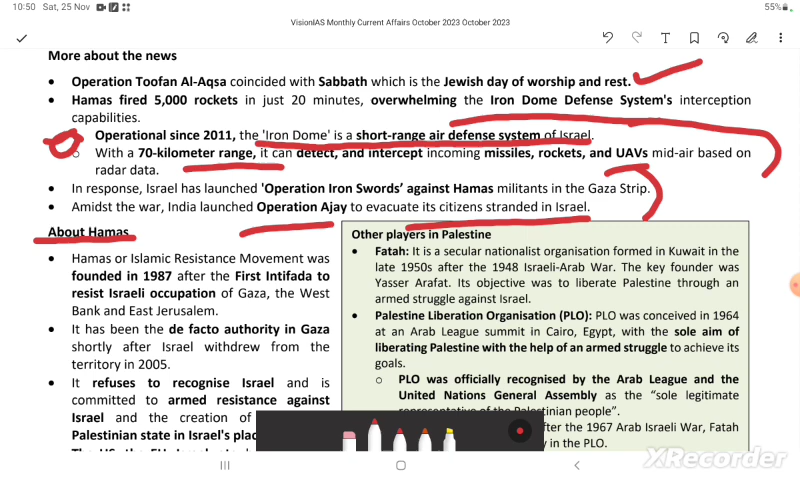 10:50 Sat, 25 Nov
55%
VisionIAS Monthly Current Affairs October 2023 October 2023
More about the news
• Operation Toofan Al-Aqsa coincided with Sabbath which is the Jewish day of worship and rest.
• Hamas fired 5,000 rockets in just 20 minutes, overwhelming the Iron Dome Defense System's interception
capabilities.
Operational since 2011, the 'Iron Dome' is a short-range air defense system of Israel.
o With a 70-kilometer range, it can detect, and intercept incoming missiles, rockets, and UAVs mid-air based on
radar data.
• In response, Israel has launched 'Operation Iron Swords' against Hamas militants in the Gaza Strip.
• Amidst the war, India launched Operation Ajay to evacuate its citizens stranded in Israel.
About Hamas
• Hamas or Islamic Resistance Movement was
founded in 1987 after the First Intifada to
resist Israeli occupation of Gaza, the West
Bank and East Jerusalem.
• It has been the de facto authority in Gaza
shortly after Israel withdrew from the
territory in 2005.
• It refuses to recognise Israel and is
committed to armed resistance against
Israel and the creation of
Palestinian state in Israel's plac
Other players in Palestine
• Fatah: It is a secular nationalist organisation formed in Kuwait in the
late 1950s after the 1948 Israeli-Arab War. The key founder was
Yasser Arafat. Its objective was to liberate Palestine through an
armed struggle against Israel.
• Palestine Liberation Organisation (PLO): PLO was conceived in 1964
at an Arab League summit in Cairo, Egypt, with the sole aim of
liberating Palestine with the help of an armed struggle to achieve its
goals.
o PLO was officially recognised by the Arab League and the
United Nations General Assembly as the "sole legitimate
representative of the Palestinian people".
fter the 1967 Arab Israeli War, Fatah
y in the PLO.
XRecorder